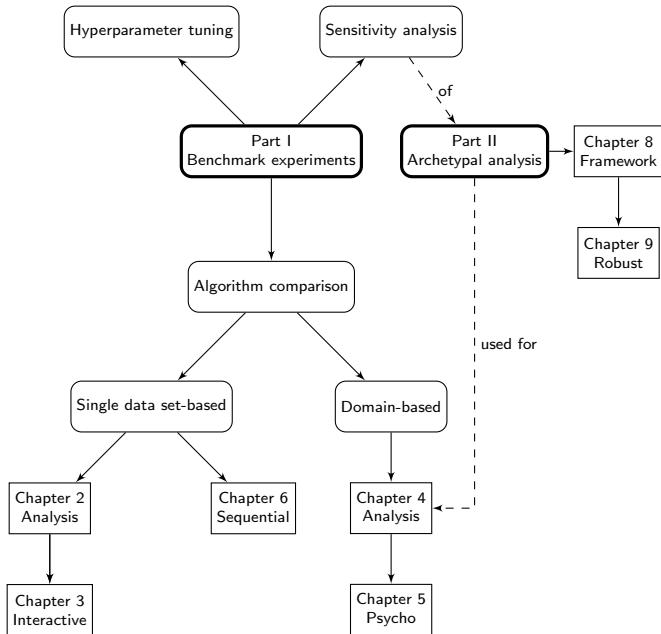 Hyperparameter tuning
Sensitivity analysis
of
Part I
Benchmark experiments
Part II
Archetypal analysis
Chapter 8
Framework
Chapter 9
Robust
Algorithm comparison
used for
Single data set-based
Domain-based
Chapter 2
Analysis
Chapter 6
Sequential
Chapter 4
Analysis
Chapter 3
Interactive
Chapter 5
Psycho